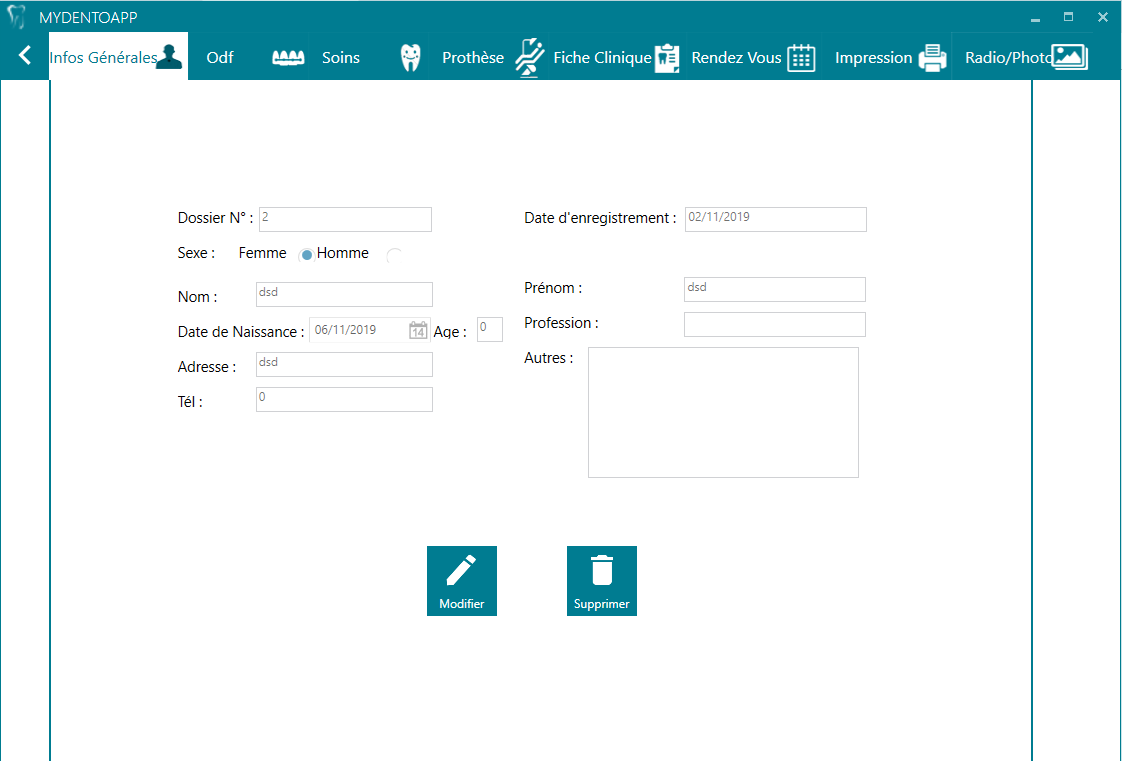 MYDENTOAPP
Infos Générales Odf Soins Prothèse Fiche Clinique Rendez Vous Impression Radio/Photo
Dossier N° : 2 Date d'enregistrement : 02/11/2019
Sexe : Femme Homme
Nom : dsd Prénom : dsd
Date de Naissance : 06/11/2019 14 Age : 0 Profession :
Adresse : dsd Autres :
Tél : 0
Modifier Supprimer